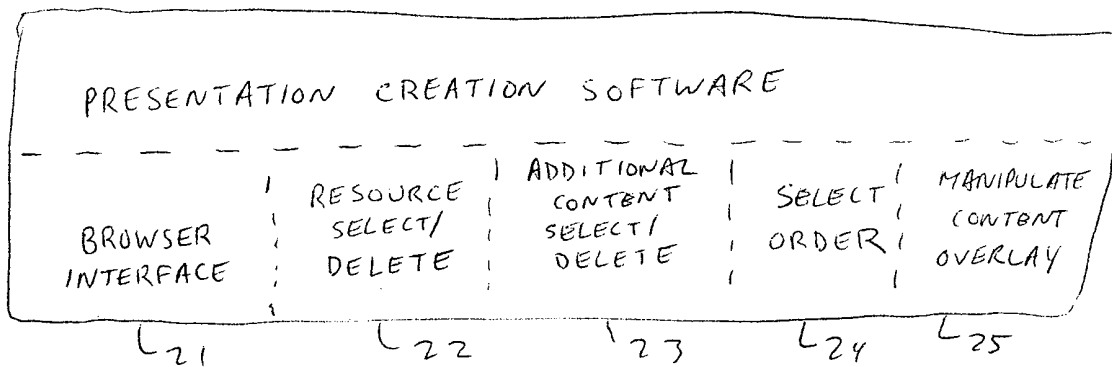 PRESENTATION CREATION SOFTWARE
BROWSER
INTERFACE
RESOURCE
SELECT/
DELETE
ADDITIONAL
CONTENT
SELECT/
DELETE
SELECT
ORDER
MANIPULATE
CONTENT
OVERLAY
21
22
23
24
25